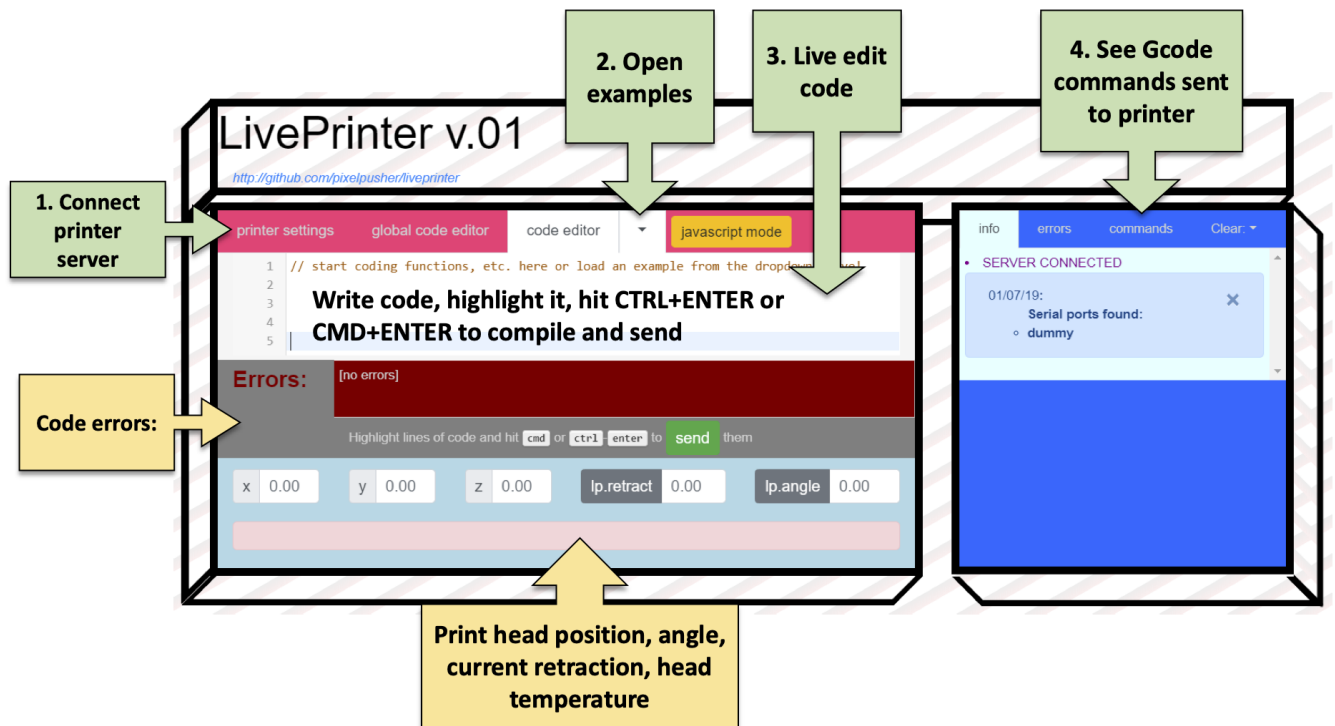 2. Open
examples
3. Live edit
code
4. See Gcode
commands sent
to printer
LivePrinter v.01
http://github.com/pixelpusher/liveprinter
1. Connect
printer
server
printer settings
global code editor
code editor
javascript mode
info
errors
commands
Clear:
1 // start coding functions, etc. here or load an example from the dropdown
2
3
4
5
Write code, highlight it, hit CTRL+ENTER or
CMD+ENTER to compile and send
SERVER CONNECTED
01/07/19:
Serial ports found:
dummy
Code errors:
Errors:
[no errors]
Highlight lines of code and hit cmd or ctrl-enter to send them
x 0.00
y 0.00
z 0.00
lp.retract 0.00
lp.angle 0.00
Print head position, angle,
current retraction, head
temperature